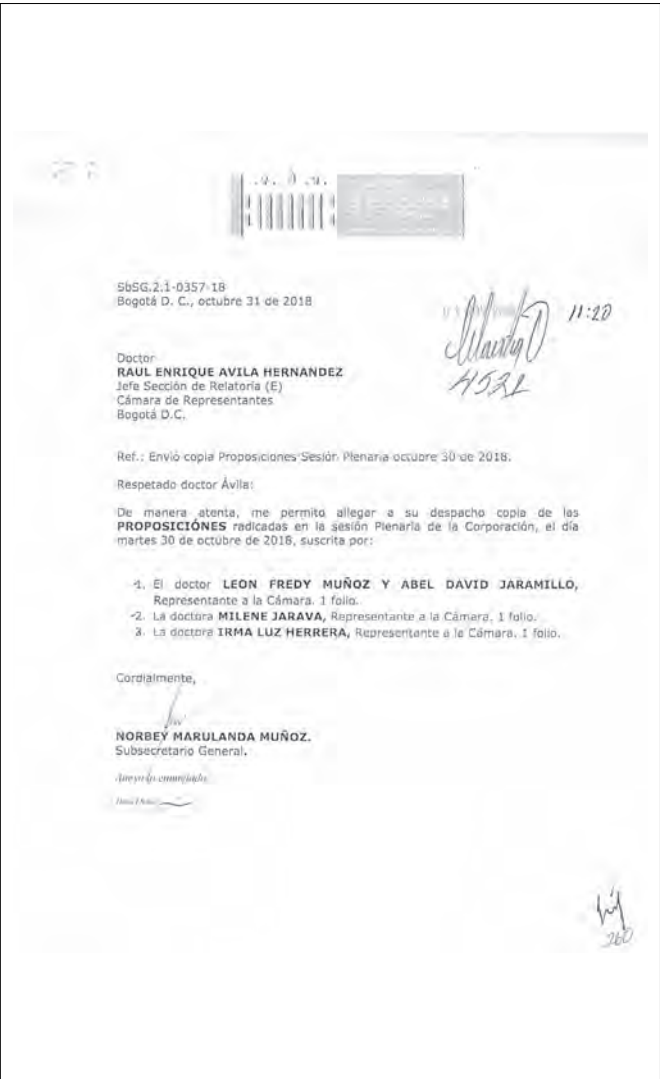 SbSG.2.1-0357-18
Bogotá D. C., octubre 31 de 2018
11:20
4521
Doctor
RAUL ENRIQUE AVILA HERNANDEZ
Jefe Sección de Relatoría (E)
Cámara de Representantes
Bogotá D.C.
Ref.: Envió copia Proposiciones Sesión Plenaria octubre 30 de 2018.
Respetado doctor Ávila:
De manera atenta, me permito allegar a su despacho copia de las
PROPOSICIÓNES radicadas en la sesión Plenaria de la Corporación, el día
martes 30 de octubre de 2018, suscrita por:
1. El doctor LEON FREDY MUÑOZ Y ABEL DAVID JARAMILLO,
Representante a la Cámara. 1 folio.
2. La doctora MILENE JARAVA, Representante a la Cámara. 1 folio.
3. La doctora IRMA LUZ HERRERA, Representante a la Cámara. 1 folio.
Cordialmente,
NORBEY MARULANDA MUÑOZ.
Subsecretario General.
260